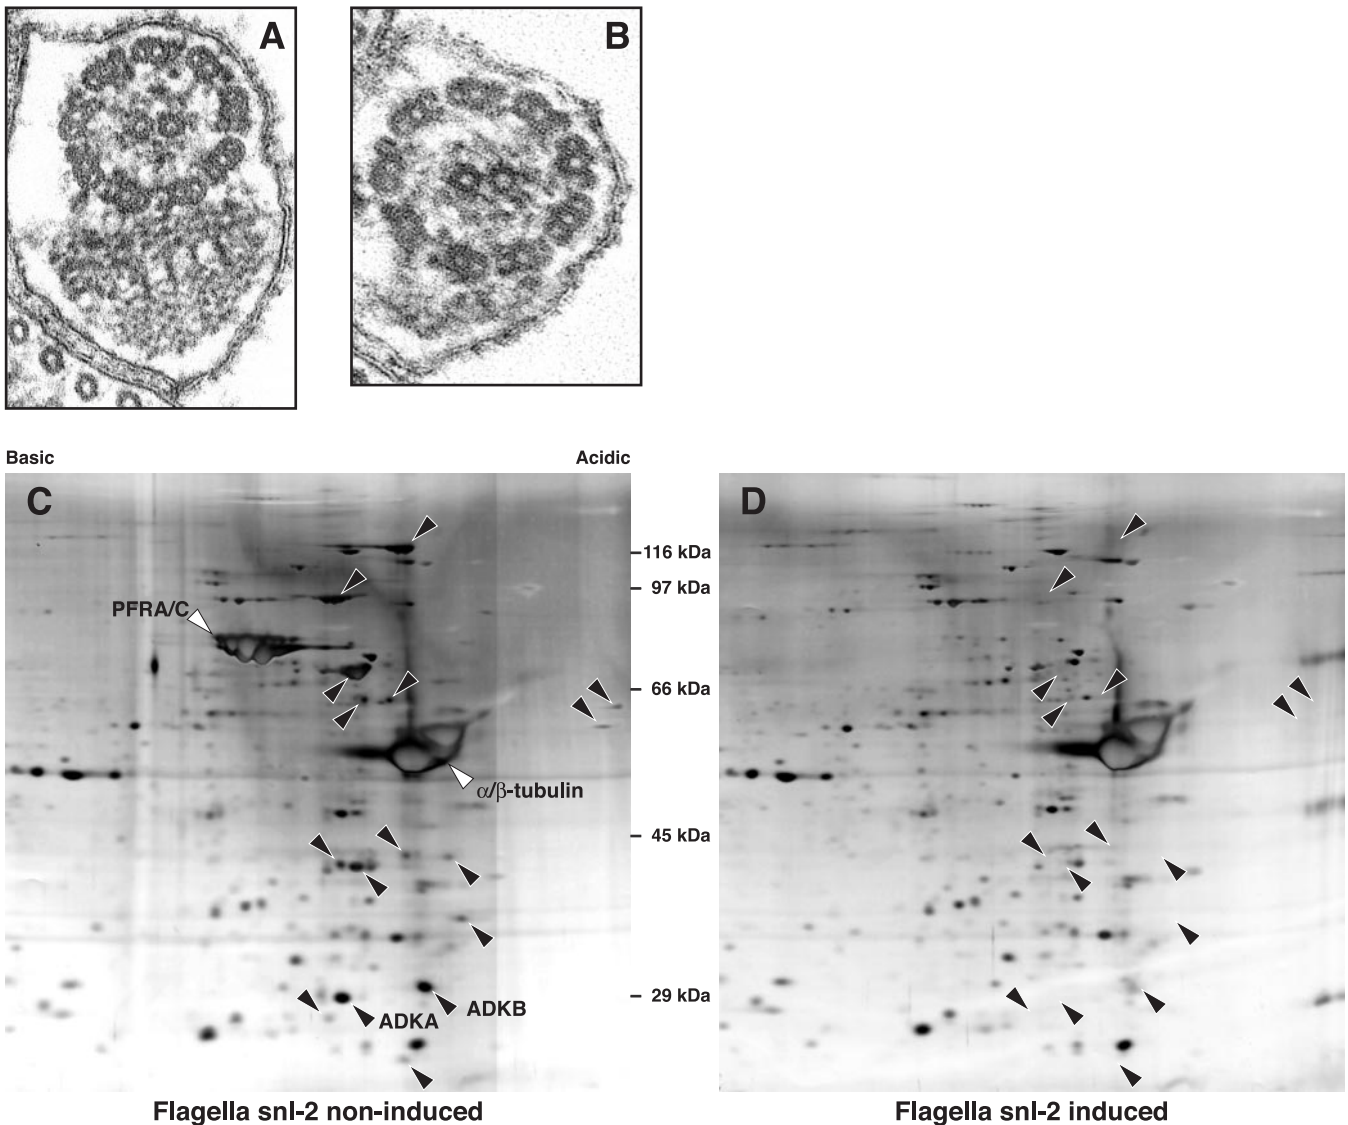 A
B
Basic
Acidic
C
D
116 kDa
97 kDa
PFRA/C
66 kDa
α/β-tubulin
45 kDa
29 kDa
ADKA
ADKB
Flagella snl-2 non-induced
Flagella snl-2 induced